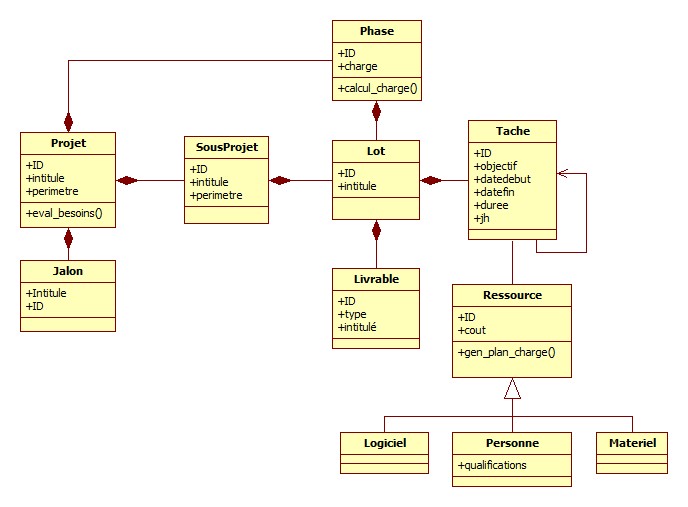 Phase
+ID
+charge
+calcul_charge()
Projet
+ID
+intitule
+perimetre
+eval_besoins()
SousProjet
+ID
+intitule
+perimetre
Lot
+ID
+intitule
Tache
+ID
+objectif
+datedebut
+datefin
+duree
+jh
Jalon
+Intitule
+ID
Livrable
+ID
+type
+intitulé
Ressource
+ID
+cout
+gen_plan_charge()
Logiciel
Personne
+qualifications
Materiel